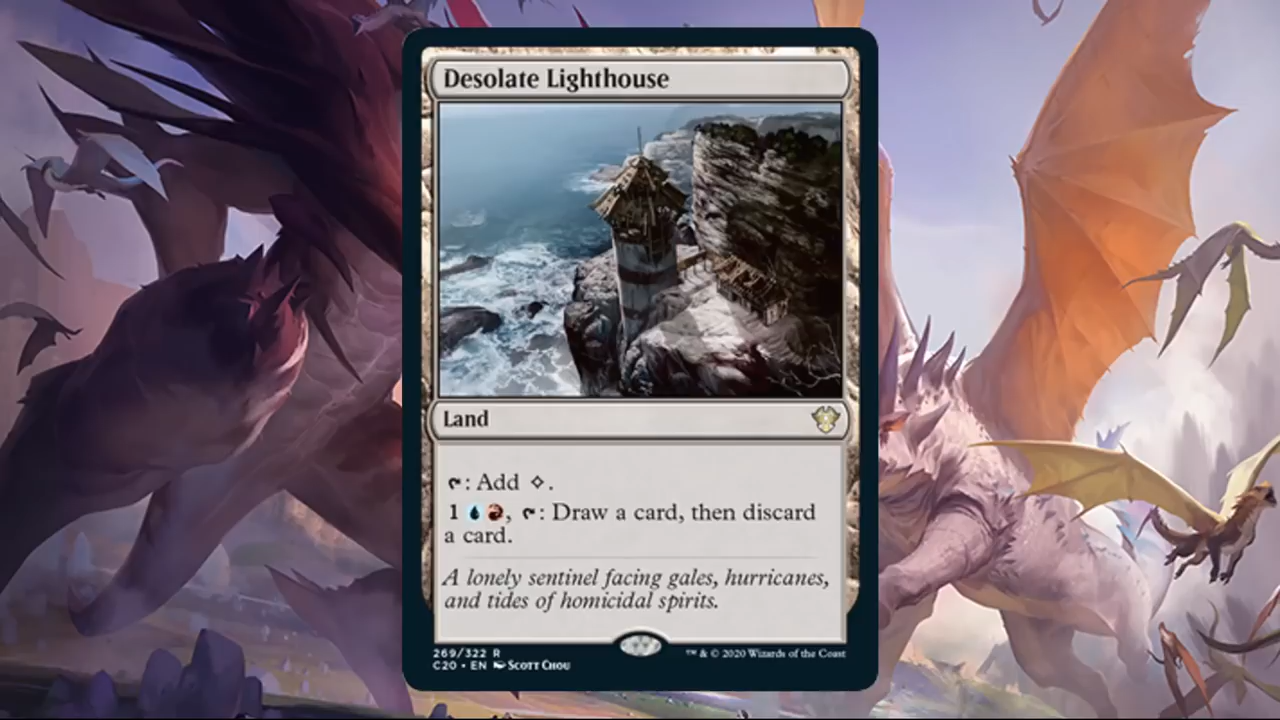 Desolate Lighthouse
Land
: Add .
1 , : Draw a card, then discard
a card.
A lonely sentinel facing gales, hurricanes,
and tides of homicidal spirits.
269/322 R
™ & © 2020 Wizards of the Coast
C20 • EN Scott Chou